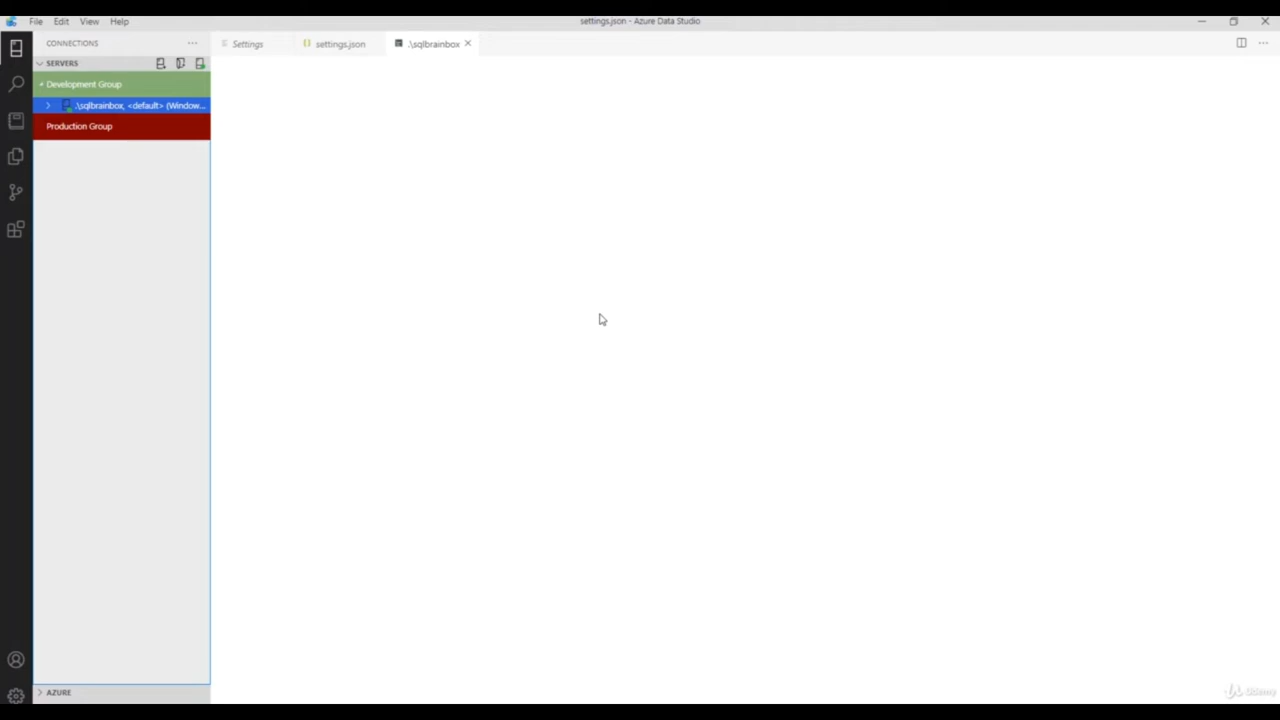 File Edit View Help
settings.json - Azure Data Studio
CONNECTIONS
Settings
settings.json
.\sqlbrainbox
SERVERS
Development Group
.\sqlbrainbox, <default> (Window...
Production Group
AZURE
Udemy